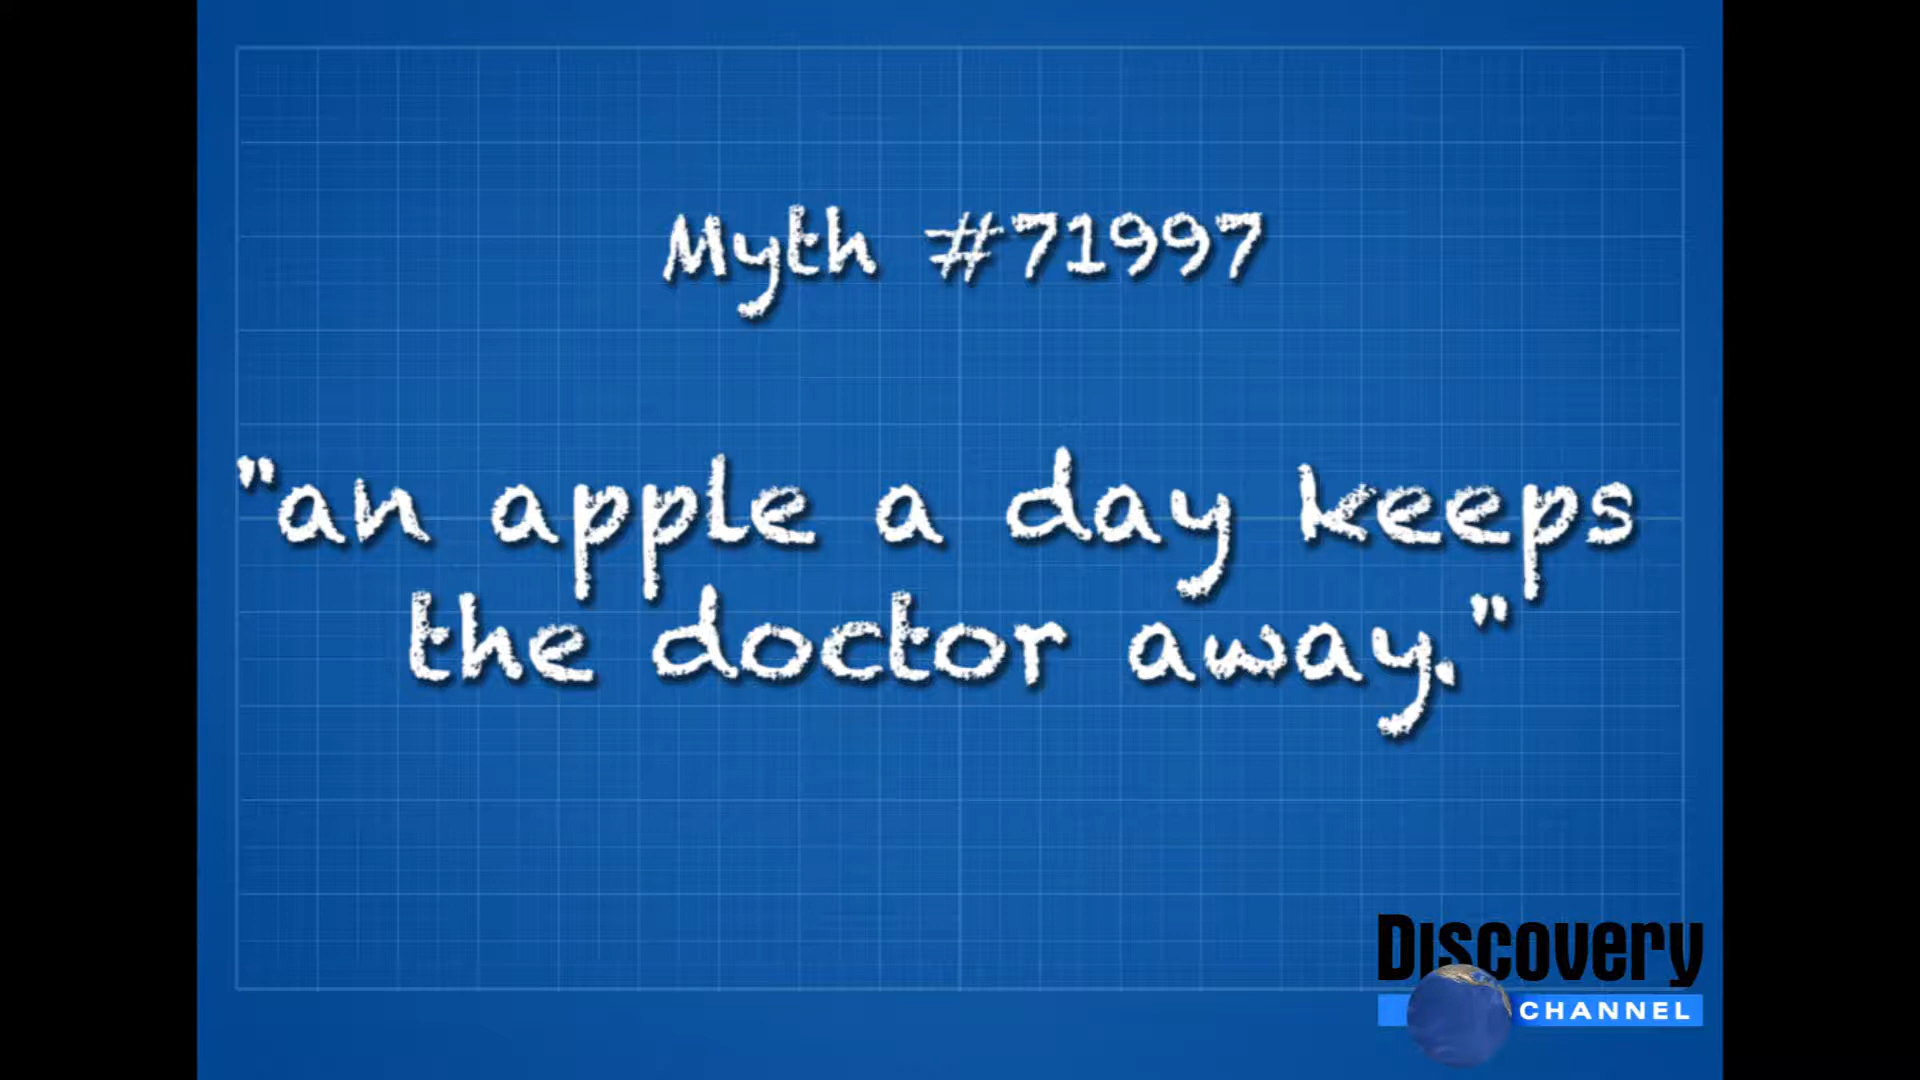 Myth #71997
"an apple a day keeps
the doctor away."
Discovery
CHANNEL